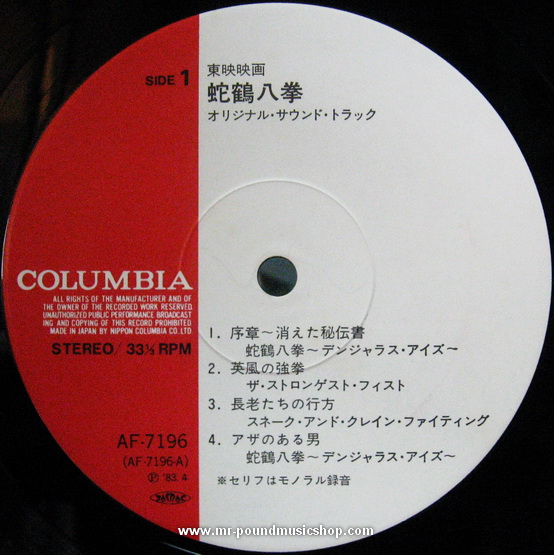 SIDE 1
東映映画
蛇鶴八拳
オリジナル・サウンド・トラック
COLUMBIA
ALL RIGHTS OF THE MANUFACTURER AND OF
THE OWNER OF THE RECORDED WORK RESERVED
UNAUTHORIZED PUBLIC PERFORMANCE BROADCAST
ING AND COPYING OF THIS RECORD PROHIBITED
MADE IN JAPAN BY NIPPON COLUMBIA CO. LTD
STEREO/33⅓ RPM
AF-7196
(AF-7196-A)
Ⓟ '83. 4
1. 序章～消えた秘伝書
蛇鶴八拳～デンジャラス・アイズ～
2. 英風の強拳
ザ・ストロンゲスト・フィスト
3. 長老たちの行方
スネーク・アンド・クレイン・ファイティング
4. アザのある男
蛇鶴八拳～デンジャラス・アイズ～
※セリフはモノラル録音
www.mr-poundmusicshop.com